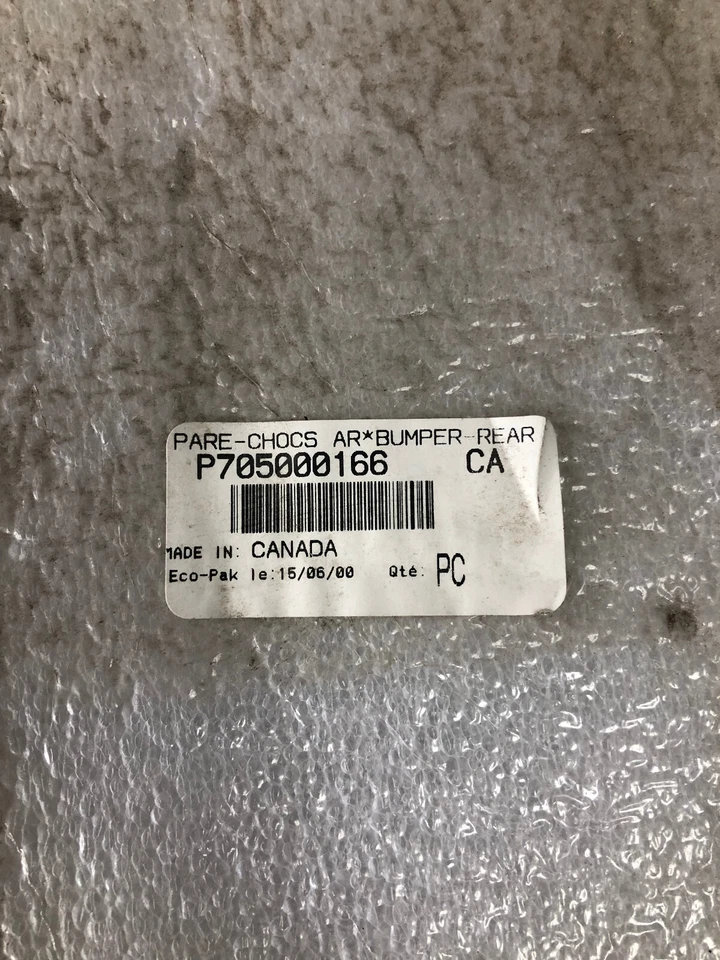 PARE-CHOCS AR*BUMPER-REAR
P705000166 CA
MADE IN: CANADA
Eco-Pak le:15/06/00 Qté: PC